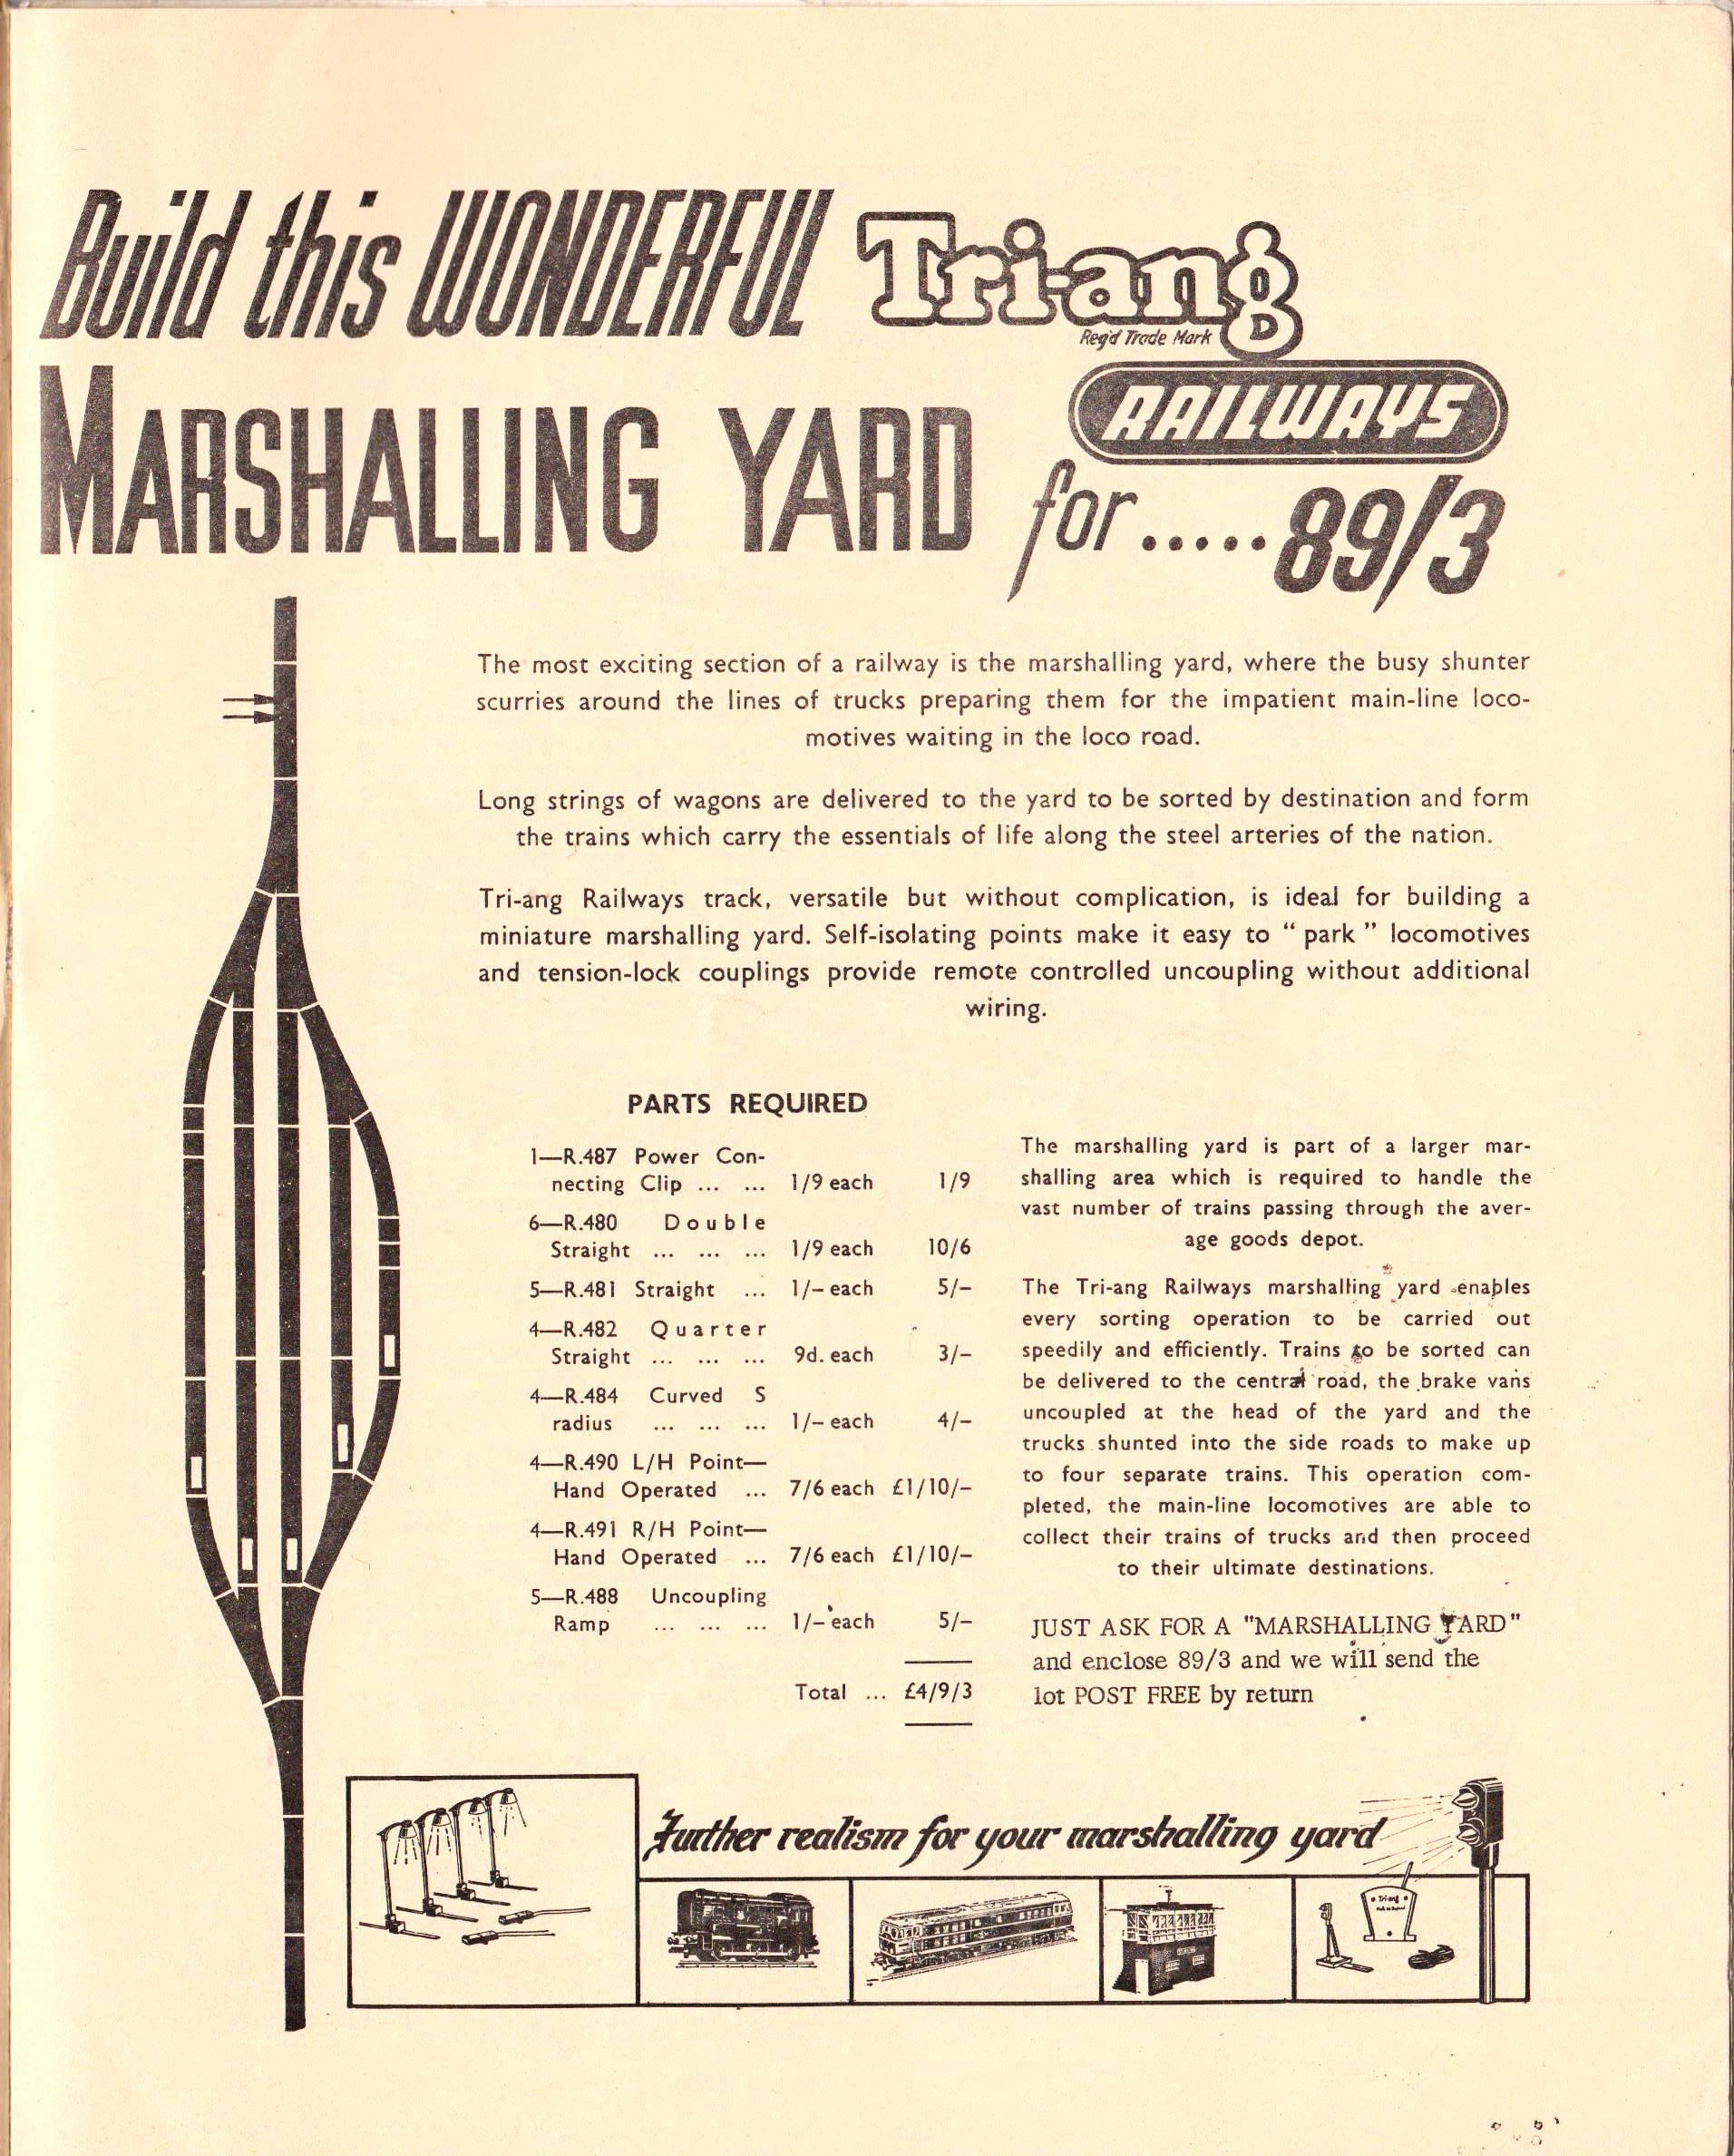 Build this WONDERFUL Tri-ang
Reg'd Trade Mark
RAILWAYS
MARSHALLING YARD
for.....89/3
The most exciting section of a railway is the marshalling yard, where the busy shunter
scurries around the lines of trucks preparing them for the impatient main-line loco-
motives waiting in the loco road.
Long strings of wagons are delivered to the yard to be sorted by destination and form
the trains which carry the essentials of life along the steel arteries of the nation.
Tri-ang Railways track, versatile but without complication, is ideal for building a
miniature marshalling yard. Self-isolating points make it easy to “ park ” locomotives
and tension-lock couplings provide remote controlled uncoupling without additional
wiring.
PARTS REQUIRED
1—R.487 Power Con-
necting Clip ... ... 1/9 each 1/9
6—R.480 Double
Straight ... ... ... 1/9 each 10/6
5—R.481 Straight ... 1/– each 5/–
4—R.482 Quarter
Straight ... ... ... 9d. each 3/–
4—R.484 Curved S
radius ... ... ... 1/– each 4/–
4—R.490 L/H Point—
Hand Operated ... 7/6 each £1/10/–
4—R.491 R/H Point—
Hand Operated ... 7/6 each £1/10/–
5—R.488 Uncoupling
Ramp ... ... ... 1/– each 5/–
Total ... £4/9/3
The marshalling yard is part of a larger mar-
shalling area which is required to handle the
vast number of trains passing through the aver-
age goods depot.
The Tri-ang Railways marshalling yard enables
every sorting operation to be carried out
speedily and efficiently. Trains to be sorted can
be delivered to the central road, the brake vans
uncoupled at the head of the yard and the
trucks shunted into the side roads to make up
to four separate trains. This operation com-
pleted, the main-line locomotives are able to
collect their trains of trucks and then proceed
to their ultimate destinations.
JUST ASK FOR A "MARSHALLING YARD"
and enclose 89/3 and we will send the
lot POST FREE by return
Further realism for your marshalling yard
Tri-ang